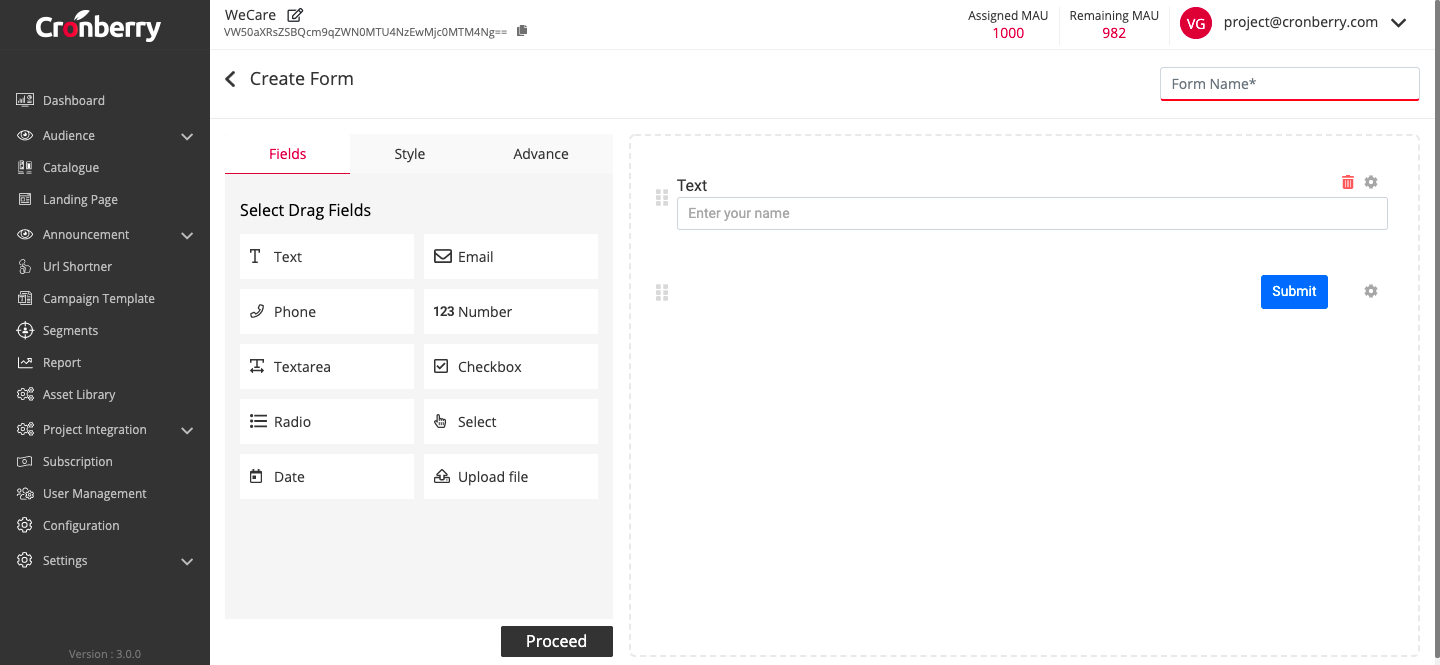 Cronberry
WeCare
VW50aXRsZSBQcm9qZWN0MTU4NzEwMjc0MTM4Ng==
Assigned MAU
1000
Remaining MAU
982
VG
project@cronberry.com
Create Form
Form Name*
Dashboard
Audience
Catalogue
Landing Page
Announcement
Url Shortner
Campaign Template
Segments
Report
Asset Library
Project Integration
Subscription
User Management
Configuration
Settings
Version : 3.0.0
Fields
Style
Advance
Select Drag Fields
Text
Email
Phone
123 Number
Textarea
Checkbox
Radio
Select
Date
Upload file
Proceed
Text
Enter your name
Submit